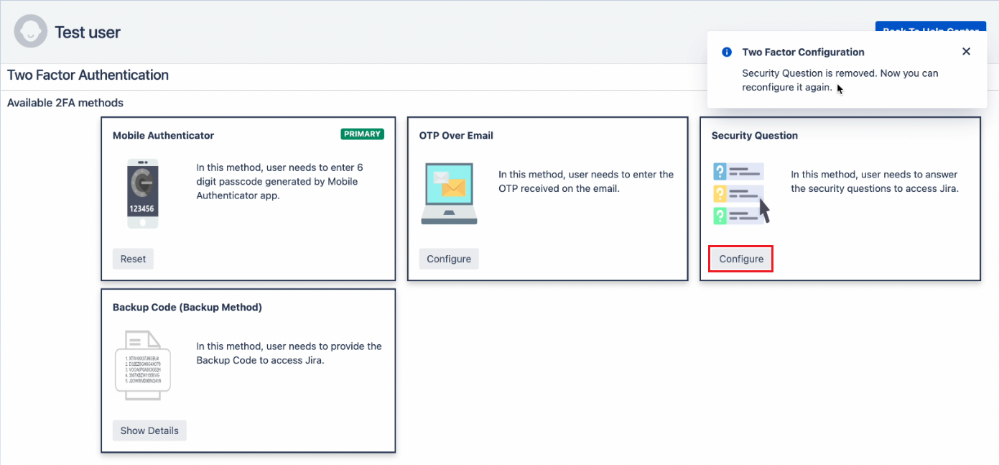 Test user
Back To Help Center
Two Factor Configuration
Security Question is removed. Now you can
reconfigure it again.
Two Factor Authentication
Available 2FA methods
Mobile Authenticator
PRIMARY
In this method, user needs to enter 6
digit passcode generated by Mobile
Authenticator app.
123456
Reset
OTP Over Email
In this method, user needs to enter the
OTP received on the email.
Configure
Security Question
In this method, user needs to answer
the security questions to access Jira.
Configure
Backup Code (Backup Method)
In this method, user needs to provide the
Backup Code to access Jira.
Show Details